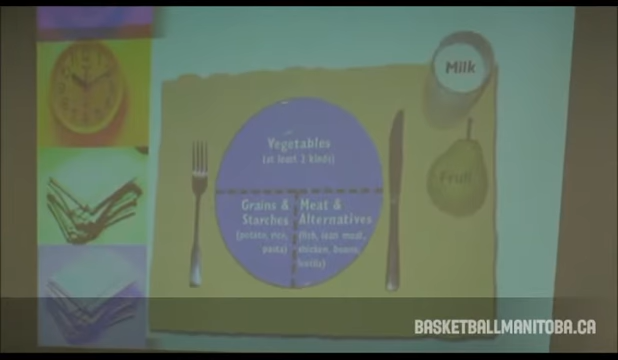 Milk
Vegetables
(at least 2 kinds)
Fruit
Grains & Starches
(potato, rice, pasta)
Meat & Alternatives
(fish, lean meat, chicken, beans, lentils)
BASKETBALLMANITOBA.CA